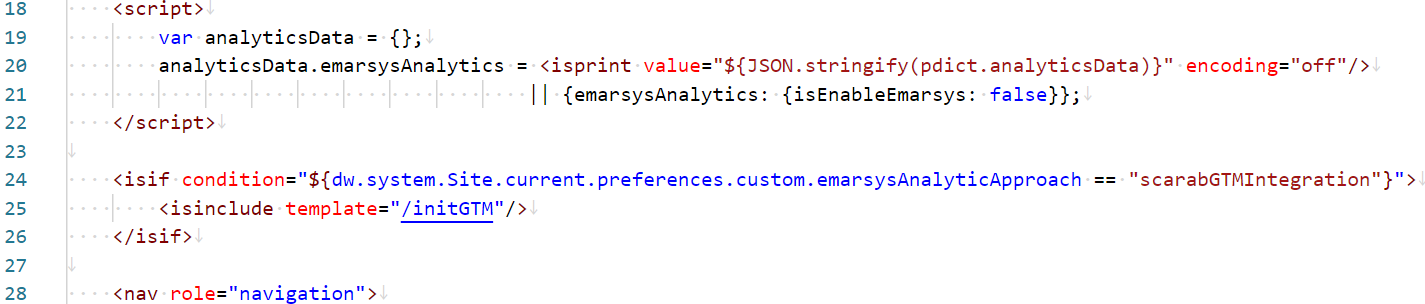 18 <script>
19 var analyticsData = {};
20 analyticsData.emarsysAnalytics = <isprint value="${JSON.stringify(pdict.analyticsData)}" encoding="off"/>
21 || {emarsysAnalytics: {isEnableEmarsys: false}};
22 </script>
23
24 <isif condition="${dw.system.Site.current.preferences.custom.emarsysAnalyticApproach == "scarabGTMIntegration"}">
25 <isinclude template="/initGTM"/>
26 </isif>
27
28 <nav role="navigation">